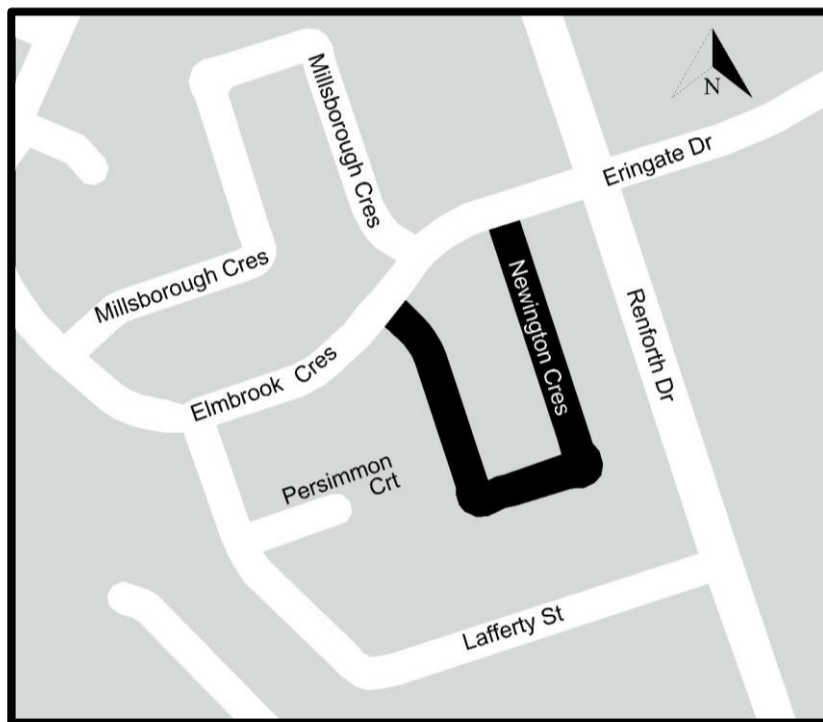 Millsborough Cres
N
Eringate Dr
Millsborough Cres
Newington Cres
Renforth Dr
Elmbrook Cres
Persimmon
Crt
Lafferty St